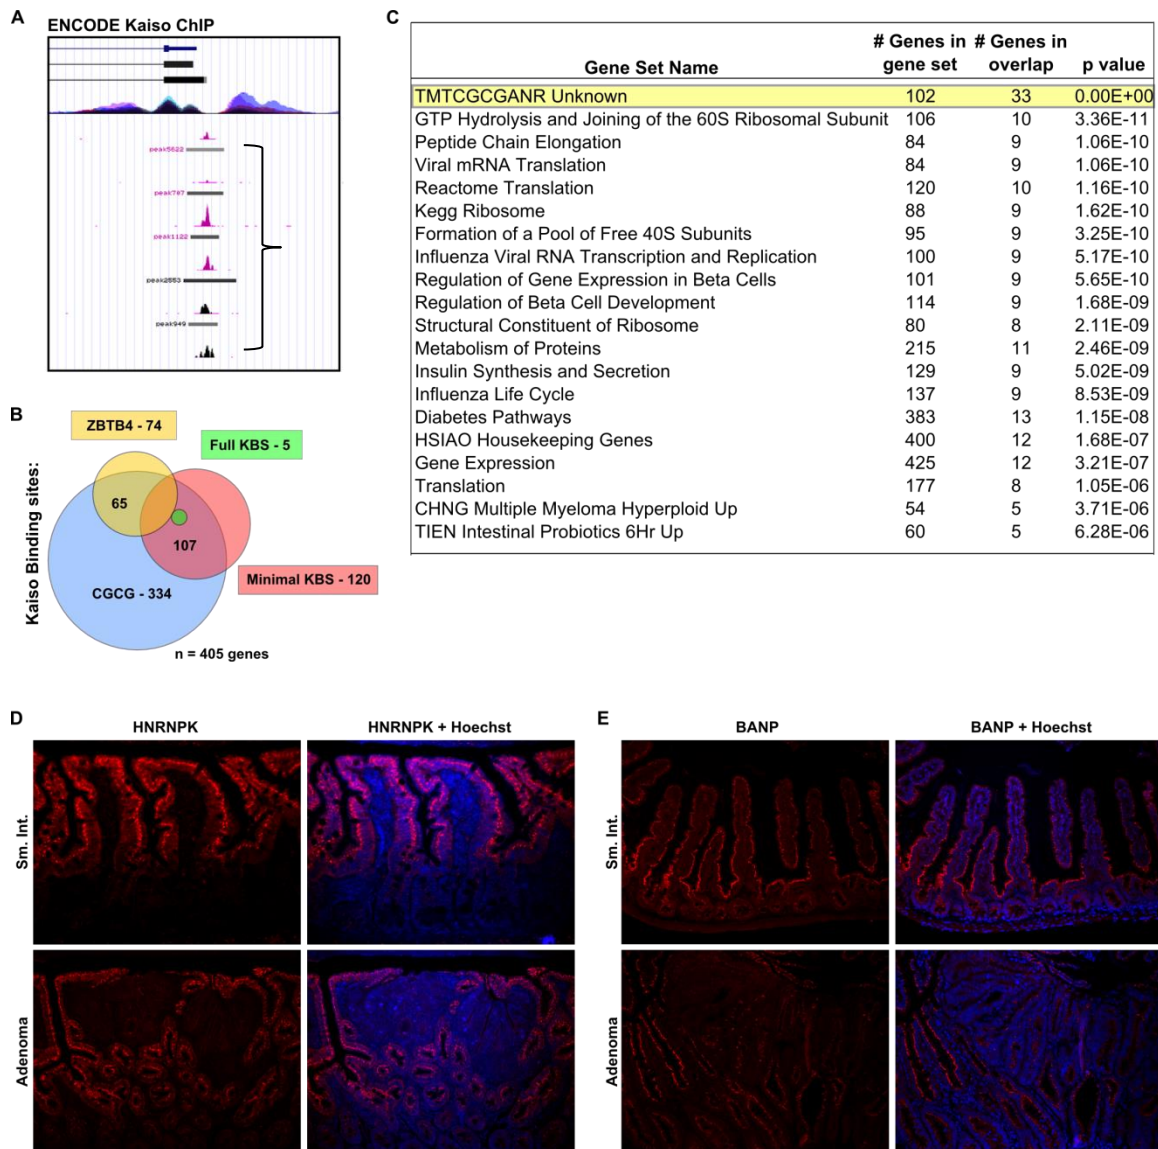 A
ENCODE Kaiso ChIP
peak5622
peak787
peak1122
peak2553
peak949
B
Kaiso Binding sites:
ZBTB4 - 74
Full KBS - 5
65
107
Minimal KBS - 120
CGCG - 334
n = 405 genes
C
Gene Set Name # Genes in gene set # Genes in overlap p value
TMTCGCGANR Unknown 102 33 0.00E+00
GTP Hydrolysis and Joining of the 60S Ribosomal Subunit 106 10 3.36E-11
Peptide Chain Elongation 84 9 1.06E-10
Viral mRNA Translation 84 9 1.06E-10
Reactome Translation 120 10 1.16E-10
Kegg Ribosome 88 9 1.62E-10
Formation of a Pool of Free 40S Subunits 95 9 3.25E-10
Influenza Viral RNA Transcription and Replication 100 9 5.17E-10
Regulation of Gene Expression in Beta Cells 101 9 5.65E-10
Regulation of Beta Cell Development 114 9 1.68E-09
Structural Constituent of Ribosome 80 8 2.11E-09
Metabolism of Proteins 215 11 2.46E-09
Insulin Synthesis and Secretion 129 9 5.02E-09
Influenza Life Cycle 137 9 8.53E-09
Diabetes Pathways 383 13 1.15E-08
HSIAO Housekeeping Genes 400 12 1.68E-07
Gene Expression 425 12 3.21E-07
Translation 177 8 1.05E-06
CHNG Multiple Myeloma Hyperploid Up 54 5 3.71E-06
TIEN Intestinal Probiotics 6Hr Up 60 5 6.28E-06
D
HNRNPK
HNRNPK + Hoechst
Sm. Int.
Adenoma
E
BANP
BANP + Hoechst
Sm. Int.
Adenoma